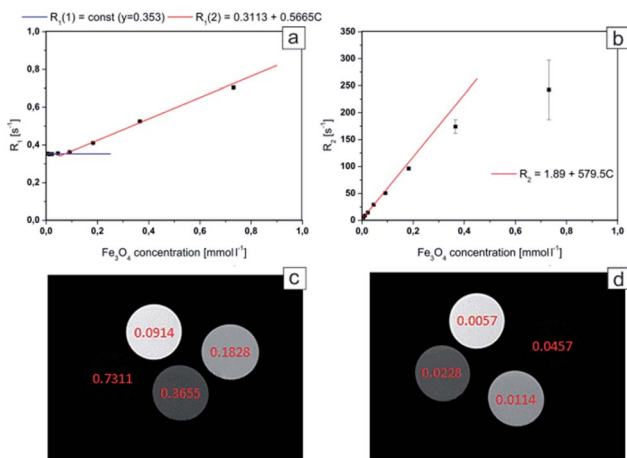 R₁(1) = const (y=0.353) R₁(2) = 0.3113 + 0.5665C
a
1,0
0,8
0,6
0,4
0,2
0,0
R₁ [s⁻¹]
0,0 0,2 0,4 0,6 0,8 1,0
Fe₃O₄ concentration [mmol l⁻¹]
b
350
300
250
200
150
100
50
0
R₂ [s⁻¹]
R₂ = 1.89 + 579.5C
0,0 0,2 0,4 0,6 0,8 1,0
Fe₃O₄ concentration [mmol l⁻¹]
c
0.0914
0.1828
0.7311
0.3655
d
0.0057
0.0457
0.0228
0.0114